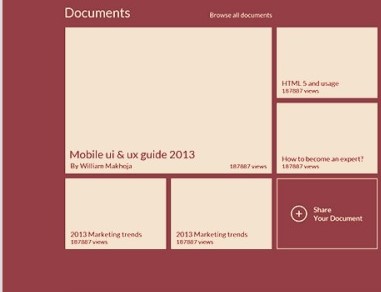 Documents
Browse all documents
HTML 5 and usage
187887 views
Mobile ui & ux guide 2013
By William Makhoja
187887 views
How to become an expert?
187887 views
2013 Marketing trends
187887 views
2013 Marketing trends
187887 views
Share
Your Document